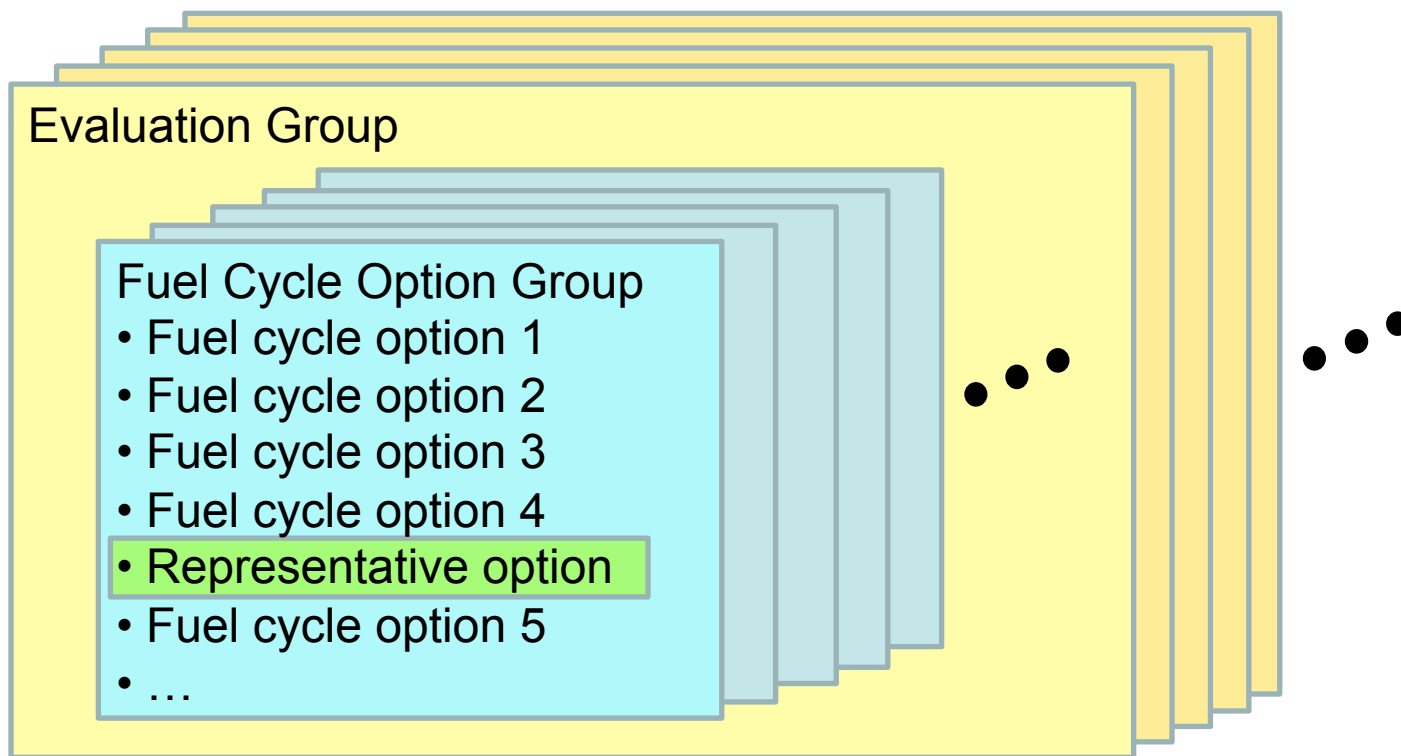 Evaluation Group
Fuel Cycle Option Group
• Fuel cycle option 1
• Fuel cycle option 2
• Fuel cycle option 3
• Fuel cycle option 4
• Representative option
• Fuel cycle option 5
• …